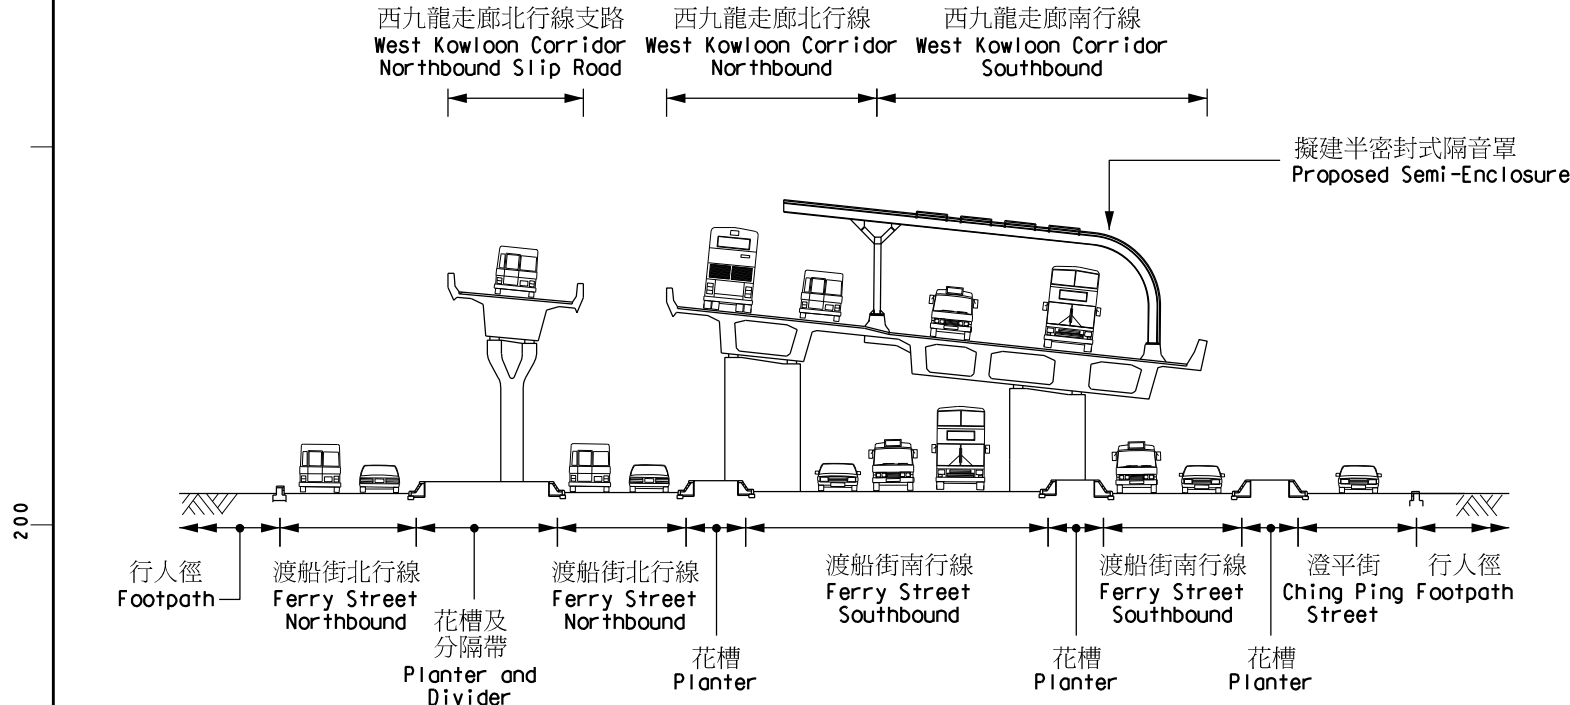 西九龍走廊北行線支路
West Kowloon Corridor
Northbound Slip Road
西九龍走廊北行線
West Kowloon Corridor
Northbound
西九龍走廊南行線
West Kowloon Corridor
Southbound
擬建半密封式隔音罩
Proposed Semi-Enclosure
200
行人徑
Footpath
渡船街北行線
Ferry Street
Northbound
花槽及
分隔帶
Planter and
Divider
渡船街北行線
Ferry Street
Northbound
花槽
Planter
渡船街南行線
Ferry Street
Southbound
花槽
Planter
渡船街南行線
Ferry Street
Southbound
花槽
Planter
澄平街
Ching Ping
Street
行人徑
Footpath